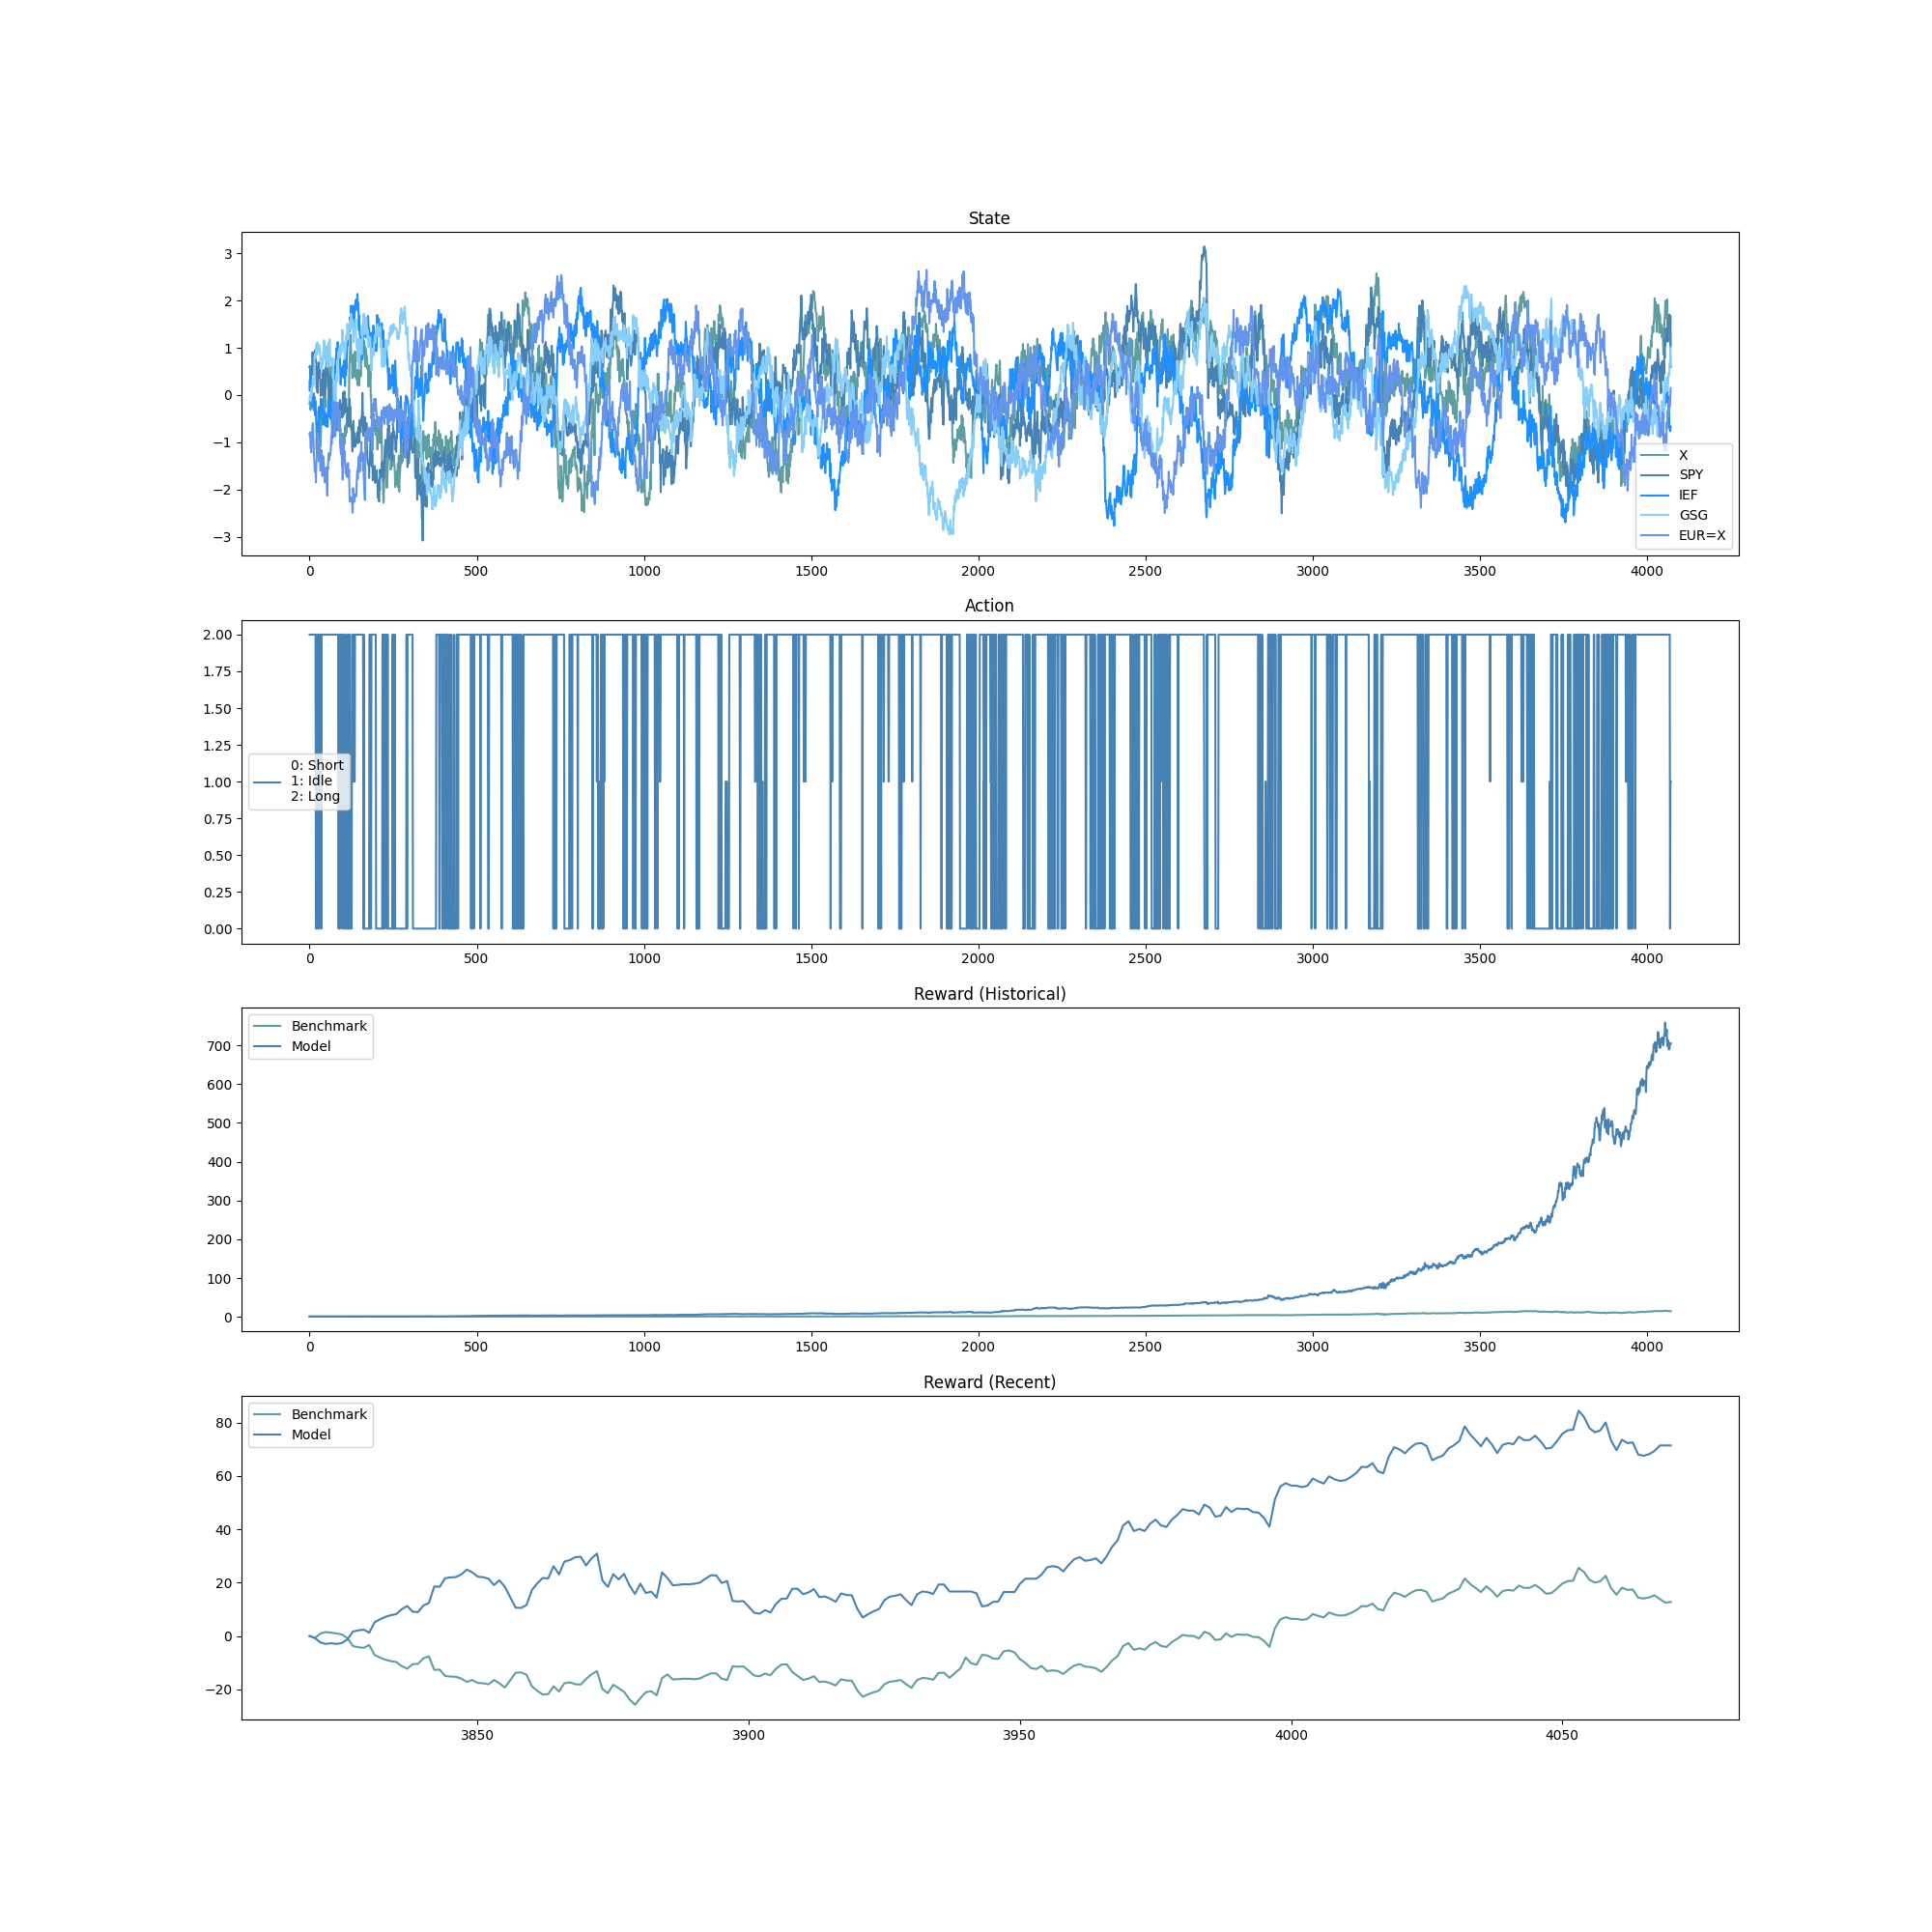 State
3
2
1
0
−1
−2
−3
X
SPY
IEF
GSG
EUR=X
0 500 1000 1500 2000 2500 3000 3500 4000
Action
2.00
1.75
1.50
1.25
1.00
0.75
0.50
0.25
0.00
0: Short
1: Idle
2: Long
0 500 1000 1500 2000 2500 3000 3500 4000
Reward (Historical)
Benchmark
Model
700
600
500
400
300
200
100
0
0 500 1000 1500 2000 2500 3000 3500 4000
Reward (Recent)
Benchmark
Model
80
60
40
20
0
−20
3850 3900 3950 4000 4050